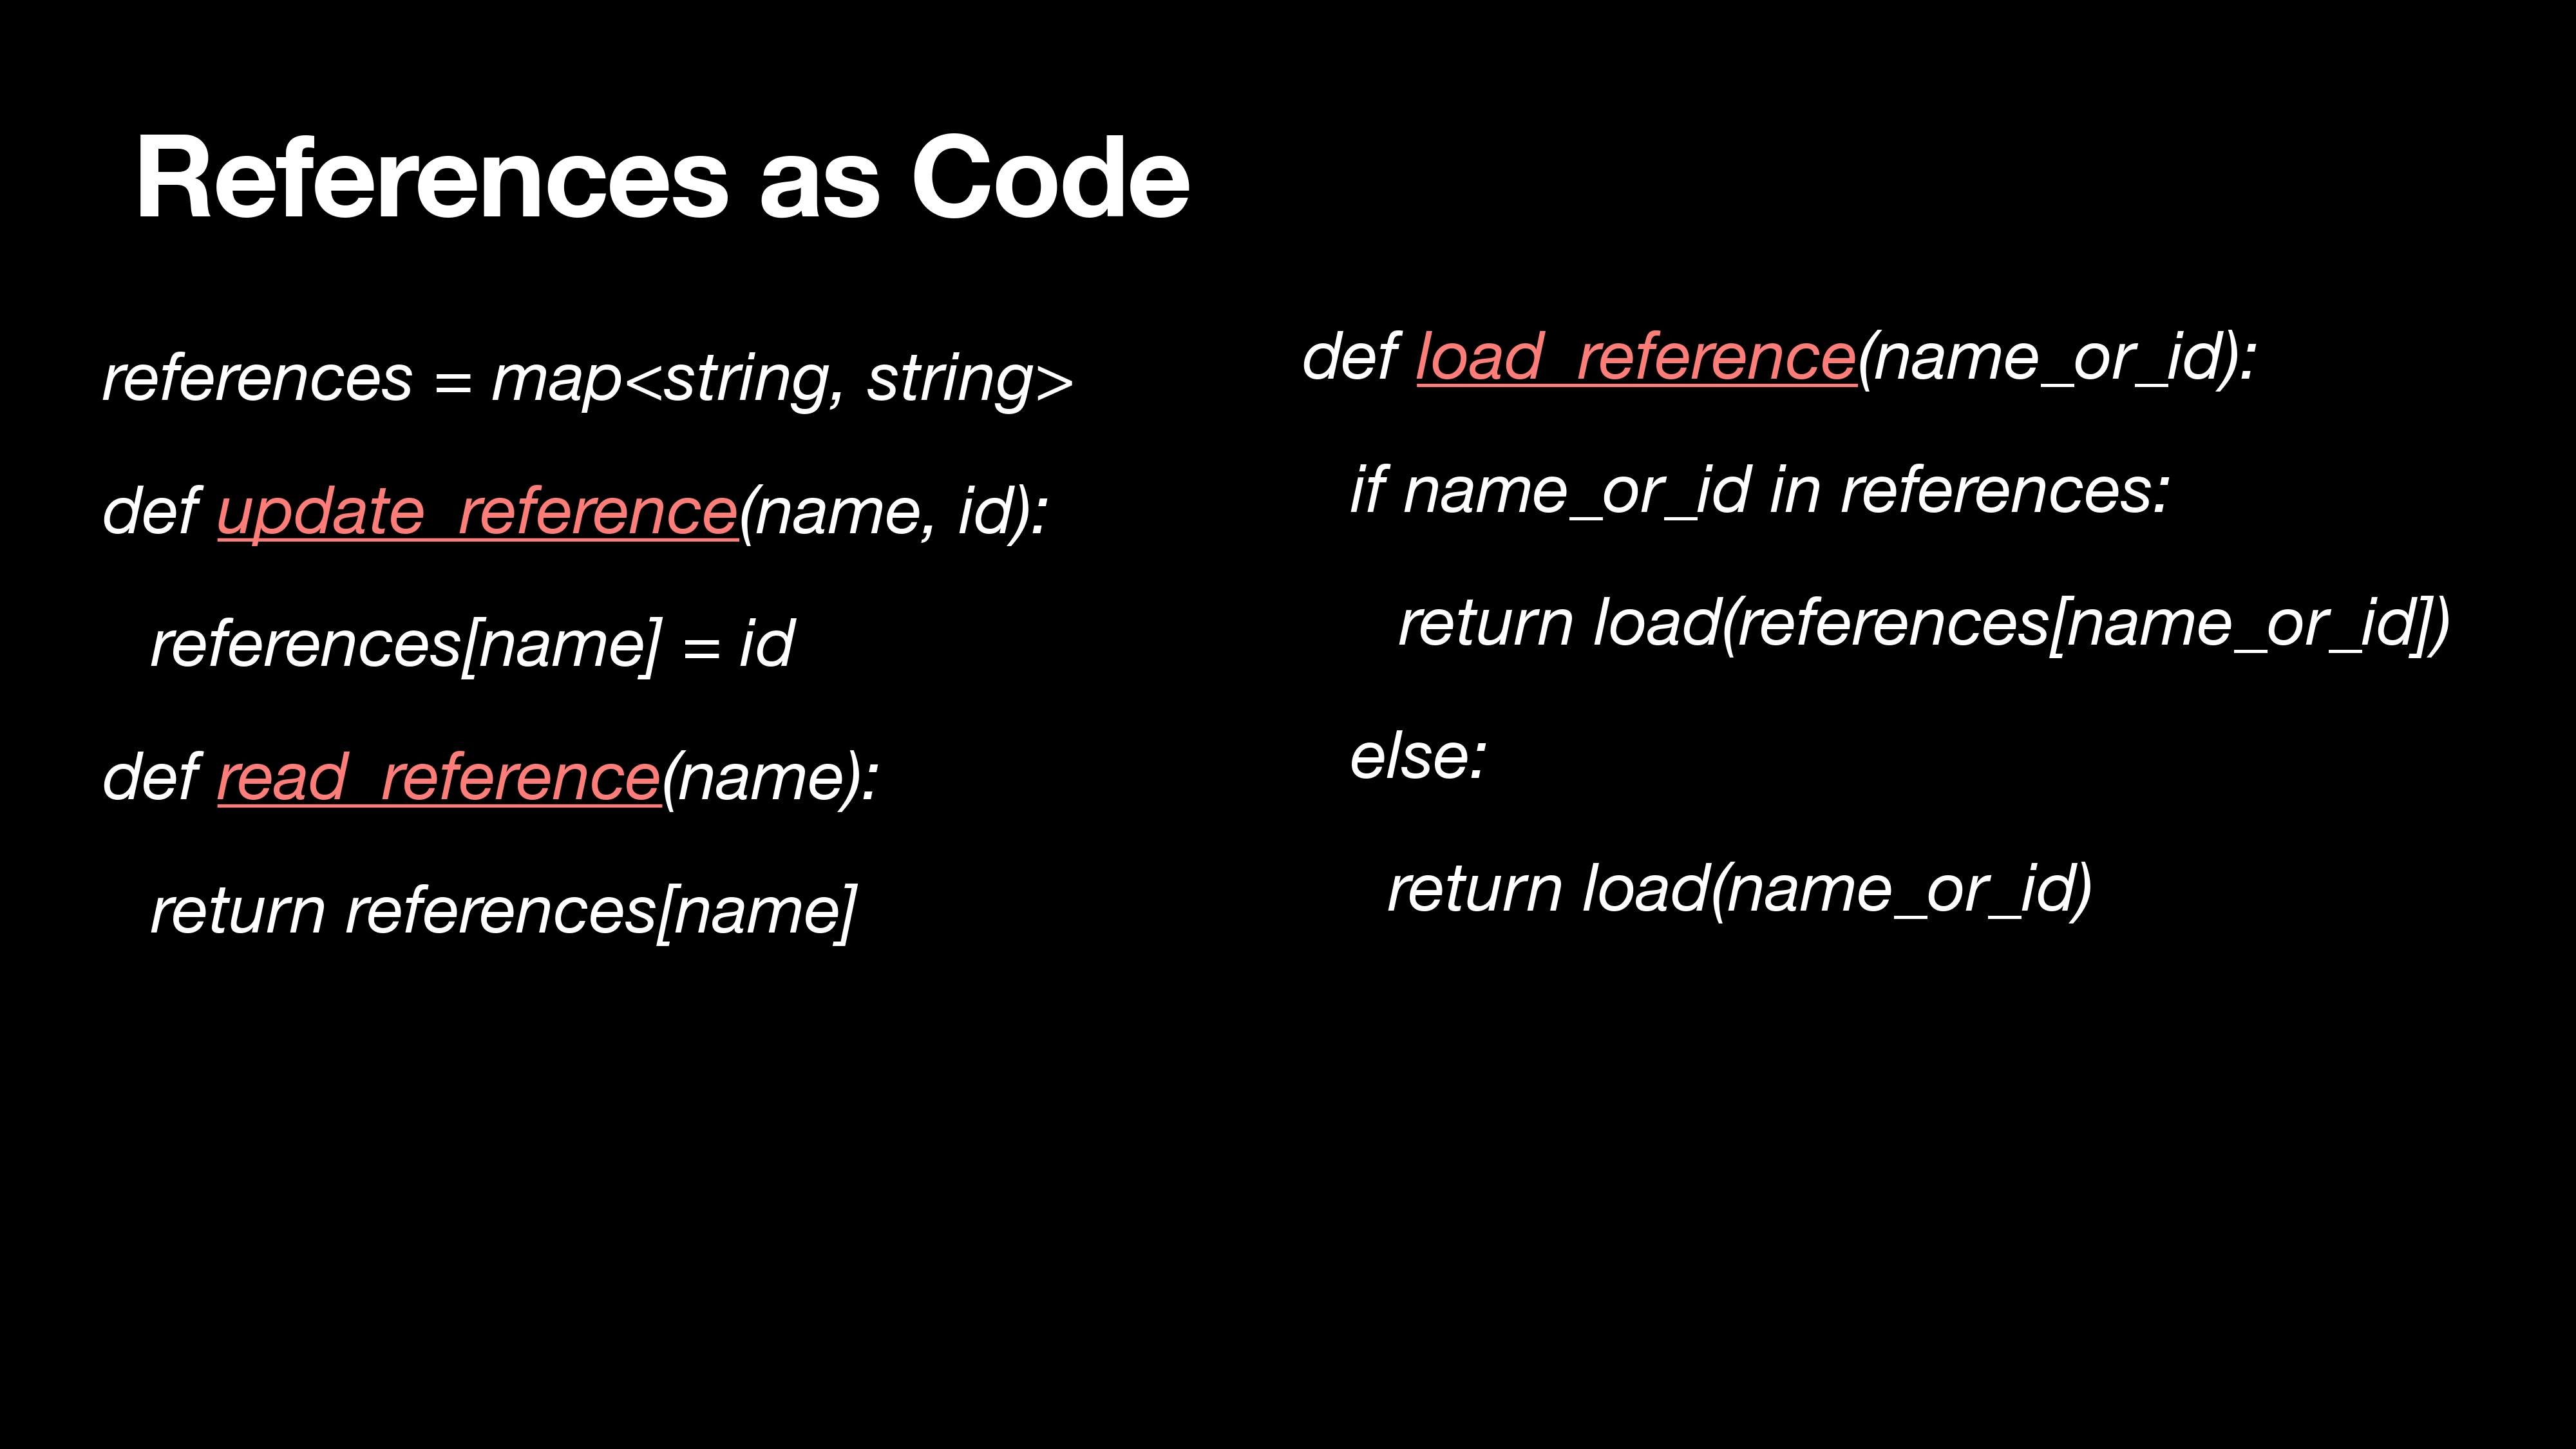 References as Code
references = map<string, string>
def update_reference(name, id):
references[name] = id
def read_reference(name):
return references[name]
def load_reference(name_or_id):
if name_or_id in references:
return load(references[name_or_id])
else:
return load(name_or_id)